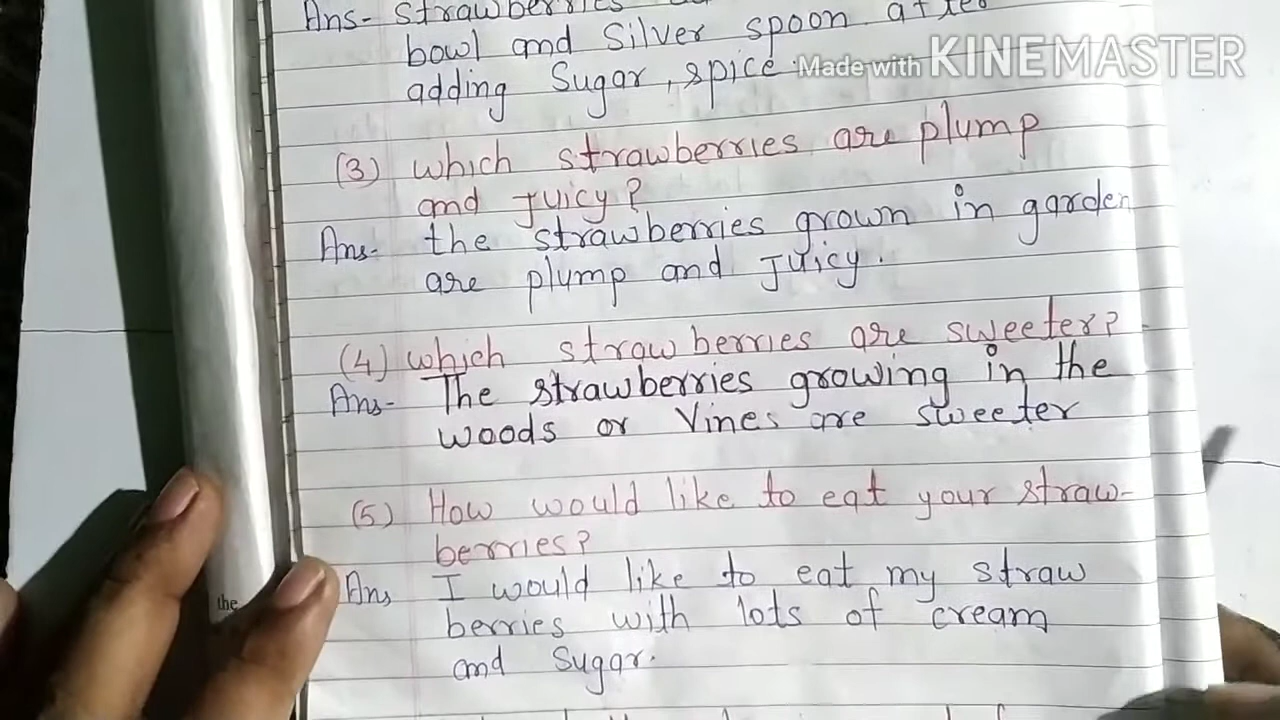 Ans- strawberries
bowl and Silver spoon after
adding Sugar, spice.
Made with KINEMASTER
(3) which strawberries are plump
and juicy?
Ans- the strawberries grown in garden
are plump and juicy.
(4) which strawberries are sweeter?
Ans- The strawberries growing in the
woods or Vines are sweeter
(5) How would like to eat your straw-
berries?
Ans I would like to eat my straw
berries with lots of cream
and Sugar.
the